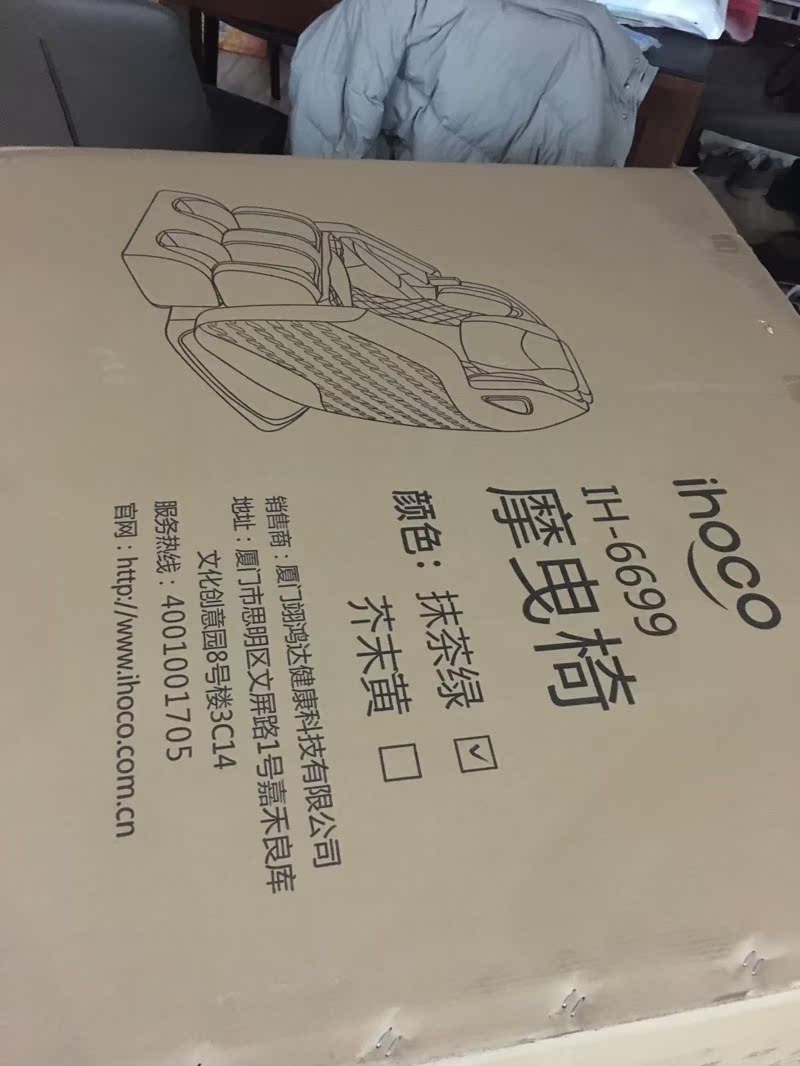 ihoco
IH-6699
摩曳椅
颜色：抹茶绿
芥末黄
销售商：厦门翊鸿达健康科技有限公司
地址：厦门市思明区文屏路1号嘉禾良库
文化创意园8号楼3C14
服务热线：4001001705
官网：http://www.ihoco.com.cn